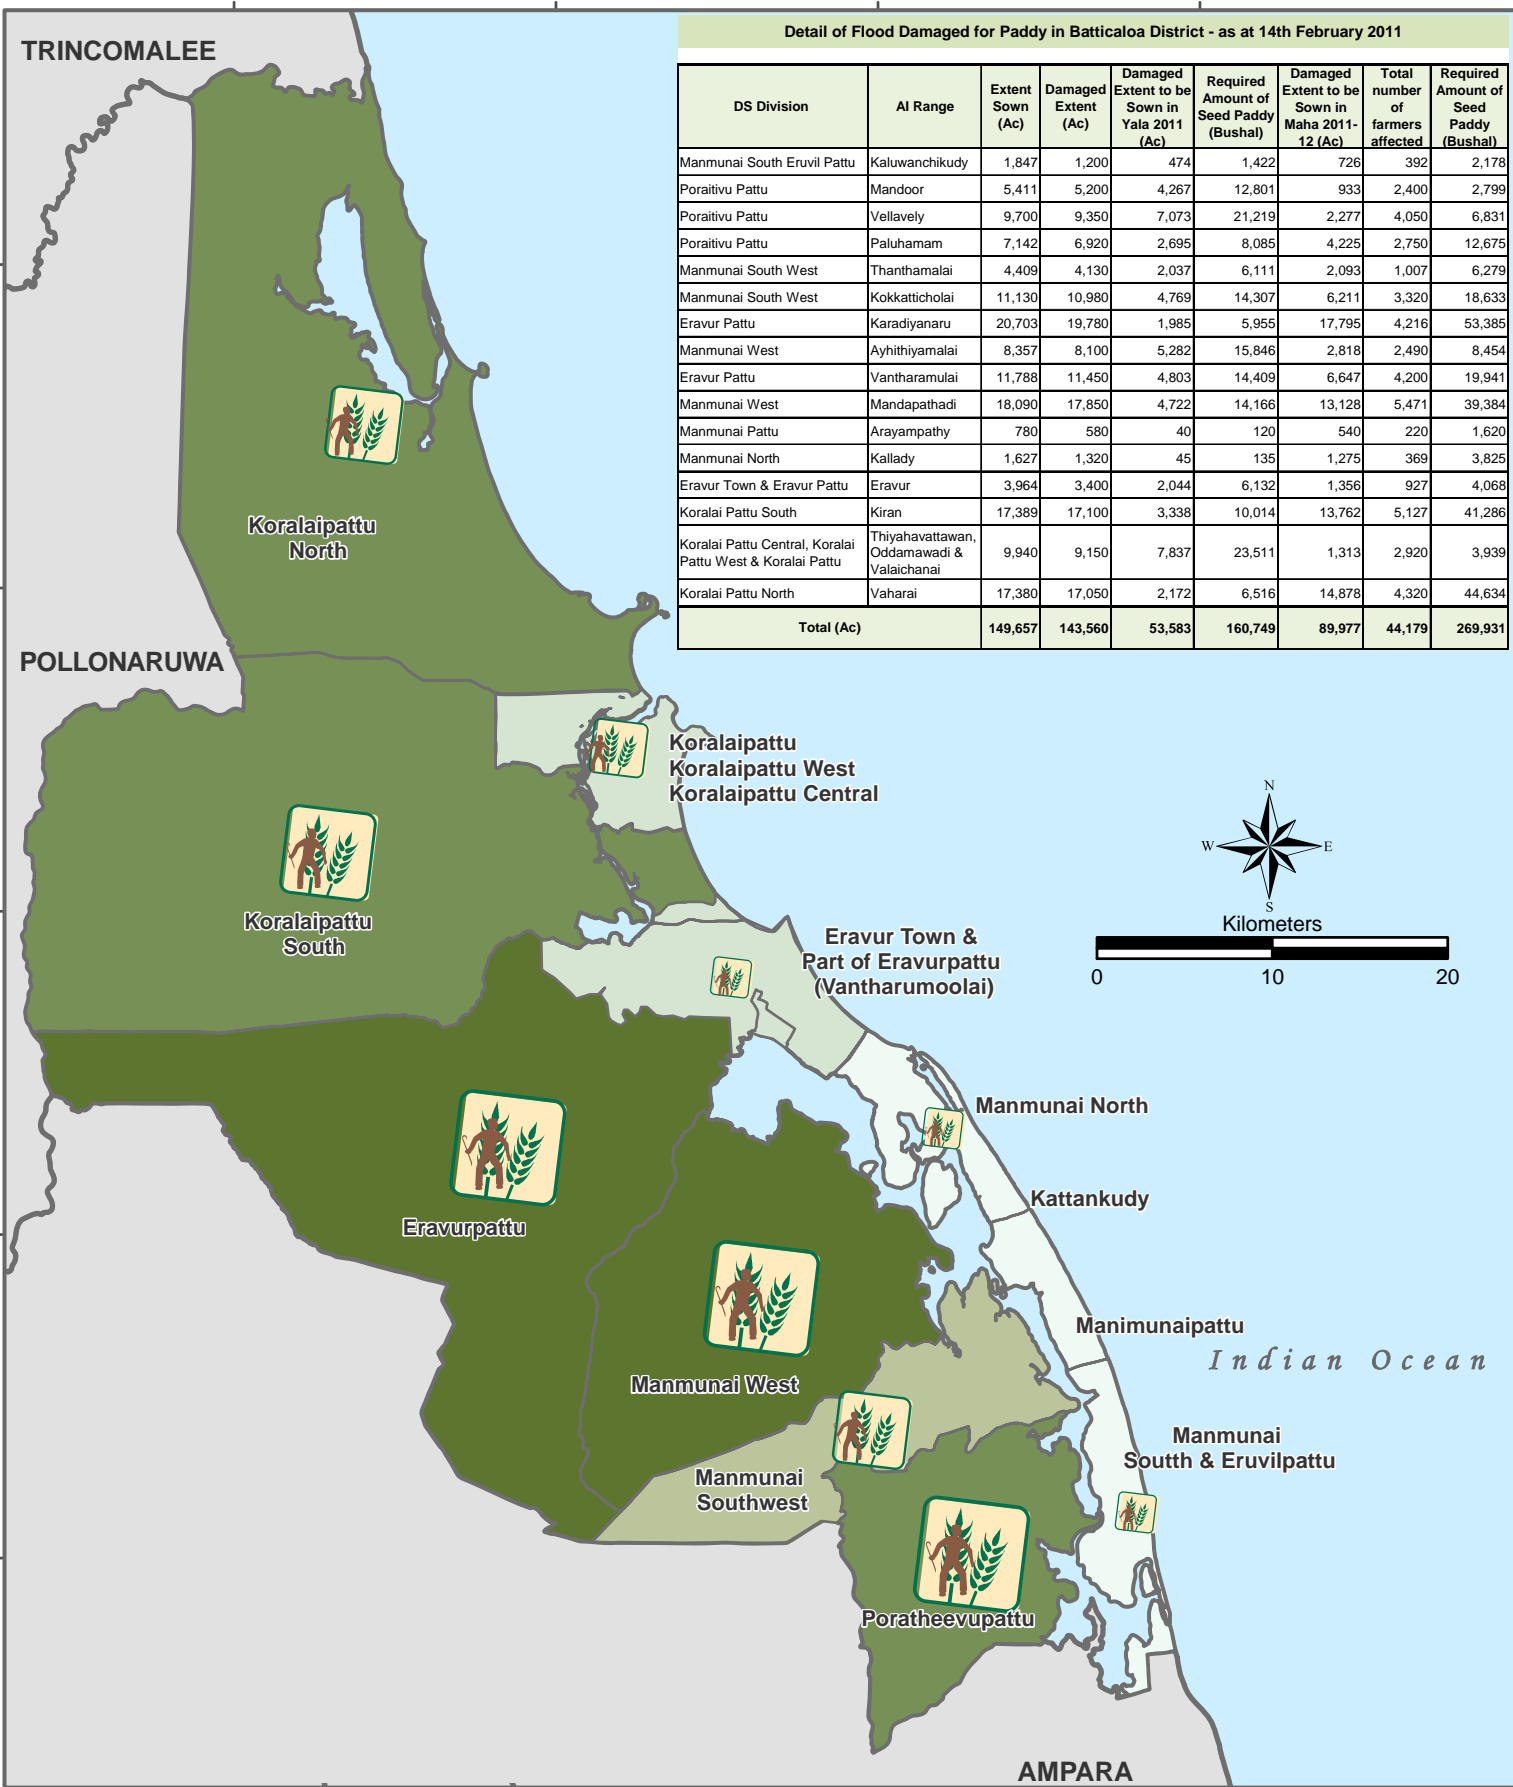 TRINCOMALEE
Detail of Flood Damaged for Paddy in Batticaloa District - as at 14th February 2011
DS Division AI Range Extent Sown (Ac) Damaged Extent (Ac) Damaged Extent to be Sown in Yala 2011 (Ac) Required Amount of Seed Paddy (Bushal) Damaged Extent to be Sown in Maha 2011-12 (Ac) Total number of farmers affected Required Amount of Seed Paddy (Bushal)
Manmunai South Eruvil Pattu Kaluwanchikudy 1,847 1,200 474 1,422 726 392 2,178
Poraitivu Pattu Mandoor 5,411 5,200 4,267 12,801 933 2,400 2,799
Poraitivu Pattu Vellavely 9,700 9,350 7,073 21,219 2,277 4,050 6,831
Poraitivu Pattu Paluhamam 7,142 6,920 2,695 8,085 4,225 2,750 12,675
Manmunai South West Thanthamalai 4,409 4,130 2,037 6,111 2,093 1,007 6,279
Manmunai South West Kokkatticholai 11,130 10,980 4,769 14,307 6,211 3,320 18,633
Eravur Pattu Karadiyanaru 20,703 19,780 1,985 5,955 17,795 4,216 53,385
Manmunai West Ayhithiyamalai 8,357 8,100 5,282 15,846 2,818 2,490 8,454
Eravur Pattu Vantharamulai 11,788 11,450 4,803 14,409 6,647 4,200 19,941
Manmunai West Mandapathadi 18,090 17,850 4,722 14,166 13,128 5,471 39,384
Manmunai Pattu Arayampathy 780 580 40 120 540 220 1,620
Manmunai North Kallady 1,627 1,320 45 135 1,275 369 3,825
Eravur Town & Eravur Pattu Eravur 3,964 3,400 2,044 6,132 1,356 927 4,068
Koralai Pattu South Kiran 17,389 17,100 3,338 10,014 13,762 5,127 41,286
Koralai Pattu Central, Koralai Pattu West & Koralai Pattu Thiyahavattawan, Oddamawadi & Valaichanai 9,940 9,150 7,837 23,511 1,313 2,920 3,939
Koralai Pattu North Vaharai 17,380 17,050 2,172 6,516 14,878 4,320 44,634
Total (Ac) 149,657 143,560 53,583 160,749 89,977 44,179 269,931
Koralaipattu
North
POLLONARUWA
Koralaipattu
Koralaipattu West
Koralaipattu Central
N
W E
S
Kilometers
0 10 20
Koralaipattu
South
Eravur Town &
Part of Eravurpattu
(Vantharumoolai)
Manmunai North
Kattankudy
Eravurpattu
Manimunaipattu
Indian Ocean
Manmunai West
Manmunai
Southwest
Manmunai
Soutth & Eruvilpattu
Poratheevupattu
AMPARA